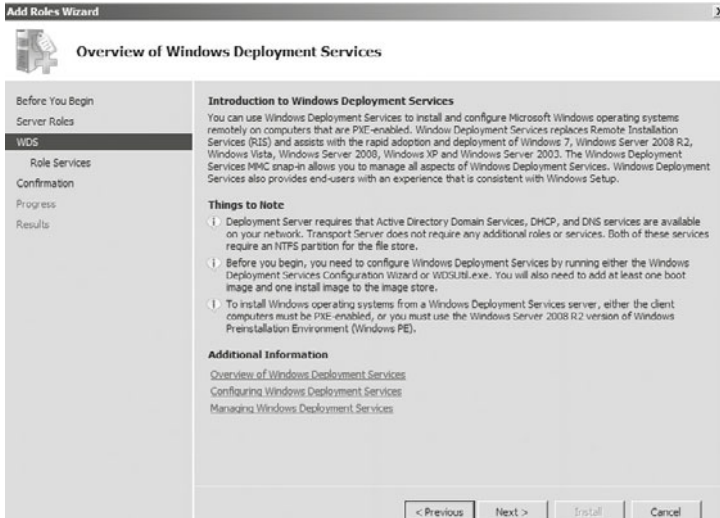 Add Roles Wizard
Overview of Windows Deployment Services
Before You Begin
Server Roles
WDS
Role Services
Confirmation
Progress
Results
Introduction to Windows Deployment Services
You can use Windows Deployment Services to install and configure Microsoft Windows operating systems
remotely on computers that are PXE-enabled. Window Deployment Services replaces Remote Installation
Services (RIS) and assists with the rapid adoption and deployment of Windows 7, Windows Server 2008 R2,
Windows Vista, Windows Server 2008, Windows XP and Windows Server 2003. The Windows Deployment
Services MMC snap-in allows you to manage all aspects of Windows Deployment Services. Windows Deployment
Services also provides end-users with an experience that is consistent with Windows Setup.
Things to Note
Deployment Server requires that Active Directory Domain Services, DHCP, and DNS services are available
on your network. Transport Server does not require any additional roles or services. Both of these services
require an NTFS partition for the file store.
Before you begin, you need to configure Windows Deployment Services by running either the Windows
Deployment Services Configuration Wizard or WDSUtil.exe. You will also need to add at least one boot
image and one install image to the image store.
To install Windows operating systems from a Windows Deployment Services server, either the client
computers must be PXE-enabled, or you must use the Windows Server 2008 R2 version of Windows
Preinstallation Environment (Windows PE).
Additional Information
Overview of Windows Deployment Services
Configuring Windows Deployment Services
Managing Windows Deployment Services
< Previous
Next >
Install
Cancel